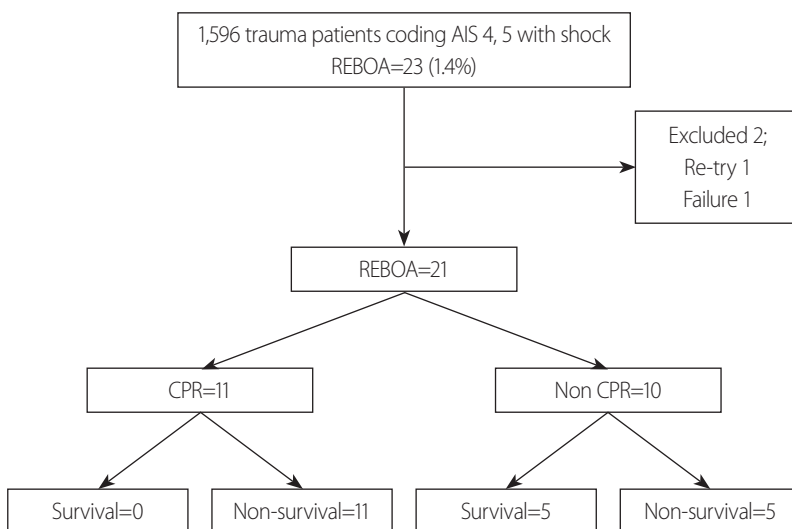 1,596 trauma patients coding AIS 4, 5 with shock
REBOA=23 (1.4%)
Excluded 2;
Re-try 1
Failure 1
REBOA=21
CPR=11
Non CPR=10
Survival=0
Non-survival=11
Survival=5
Non-survival=5